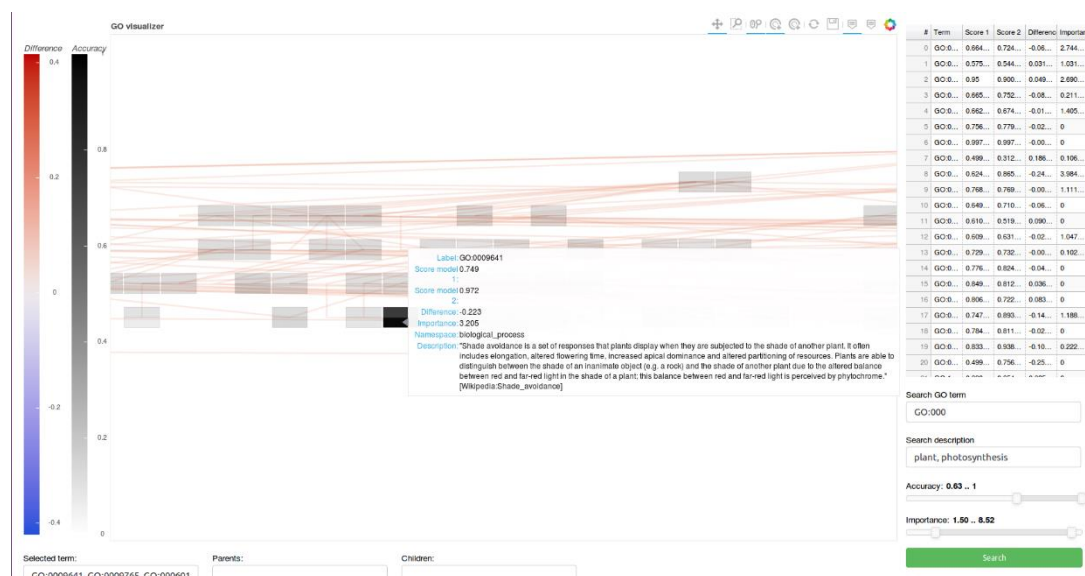 GO visualizer
Difference Accuracy
0.4
0.2
0
-0.2
-0.4
1
0.8
0.6
0.4
0.2
0
Label: GO:0009641
Score model 0.749
1:
Score model 0.972
2:
Difference: -0.223
Importance: 3.205
Namespace: biological_process
Description: "Shade avoidance is a set of responses that plants display when they are subjected to the shade of another plant. It often
includes elongation, altered flowering time, increased apical dominance and altered partitioning of resources. Plants are able to
distinguish between the shade of an inanimate object (e.g. a rock) and the shade of another plant due to the altered balance
between red and far-red light in the shade of a plant; this balance between red and far-red light is perceived by phytochrome."
[Wikipedia:Shade_avoidance]
# Term Score 1 Score 2 Differenc Importan
0 GO:0... 0.664... 0.724... -0.06... 2.744...
1 GO:0... 0.575... 0.544... 0.031... 1.031...
2 GO:0... 0.95 0.900... 0.049... 2.690...
3 GO:0... 0.665... 0.752... -0.08... 0.211...
4 GO:0... 0.662... 0.674... -0.01... 1.405...
5 GO:0... 0.756... 0.779... -0.02... 0
6 GO:0... 0.997... 0.997... -0.00... 0
7 GO:0... 0.499... 0.312... 0.186... 0.106...
8 GO:0... 0.624... 0.865... -0.24... 3.984...
9 GO:0... 0.768... 0.769... -0.00... 1.111...
10 GO:0... 0.649... 0.710... -0.06... 0
11 GO:0... 0.610... 0.519... 0.090... 0
12 GO:0... 0.609... 0.631... -0.02... 1.047...
13 GO:0... 0.729... 0.732... -0.00... 0.102...
14 GO:0... 0.776... 0.824... -0.04... 0
15 GO:0... 0.849... 0.812... 0.036... 0
16 GO:0... 0.806... 0.722... 0.083... 0
17 GO:0... 0.747... 0.893... -0.14... 1.188...
18 GO:0... 0.784... 0.811... -0.02... 0
19 GO:0... 0.833... 0.938... -0.10... 0.222...
20 GO:0... 0.499... 0.756... -0.25... 0
Search GO term
GO:000
Search description
plant, photosynthesis
Accuracy: 0.63 .. 1
Importance: 1.50 .. 8.52
Search
Selected term: Parents: Children:
GO:0009641, GO:0009765, GO:000601